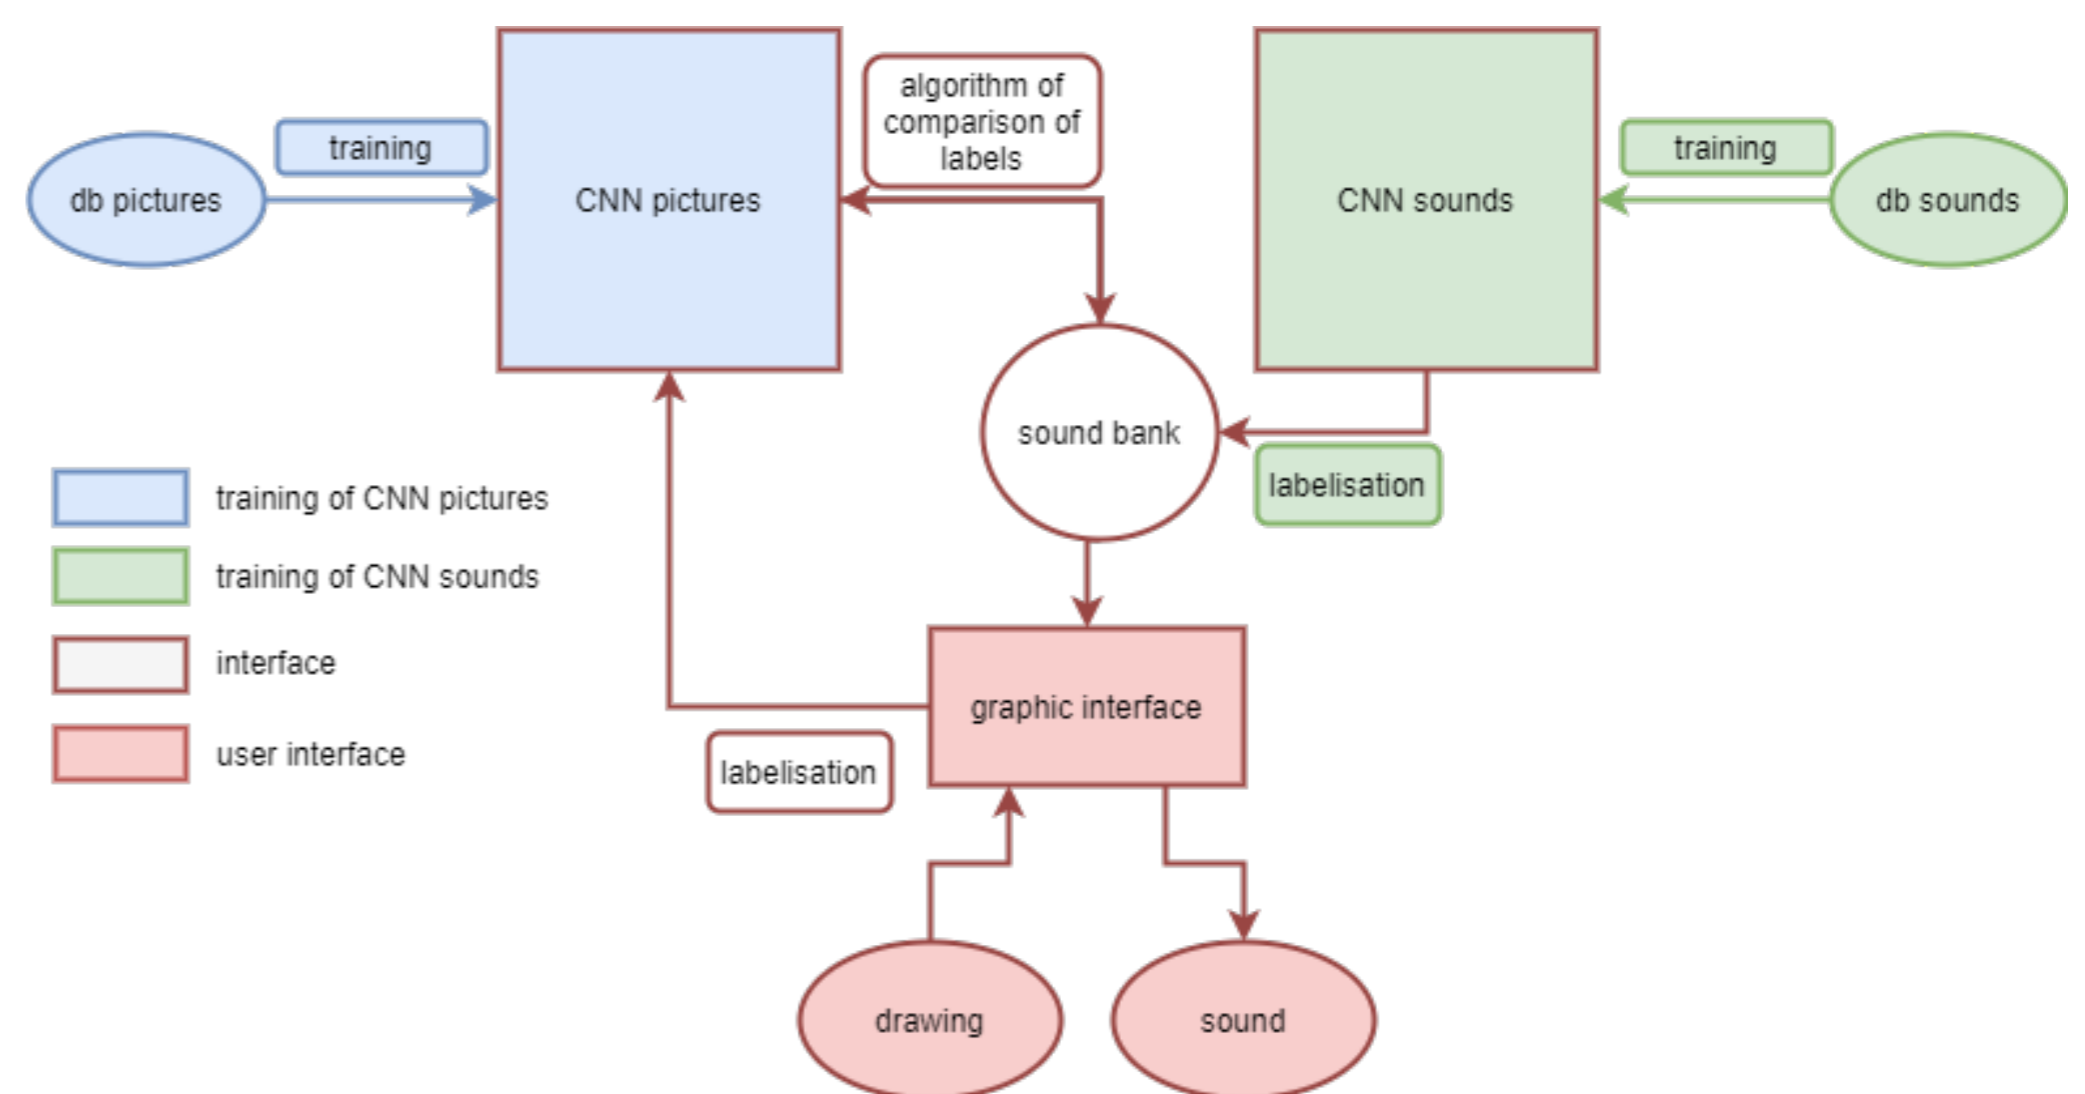 algorithm of
comparison of
labels
training
training
db pictures
CNN pictures
CNN sounds
db sounds
sound bank
labelisation
training of CNN pictures
training of CNN sounds
interface
user interface
graphic interface
labelisation
drawing
sound